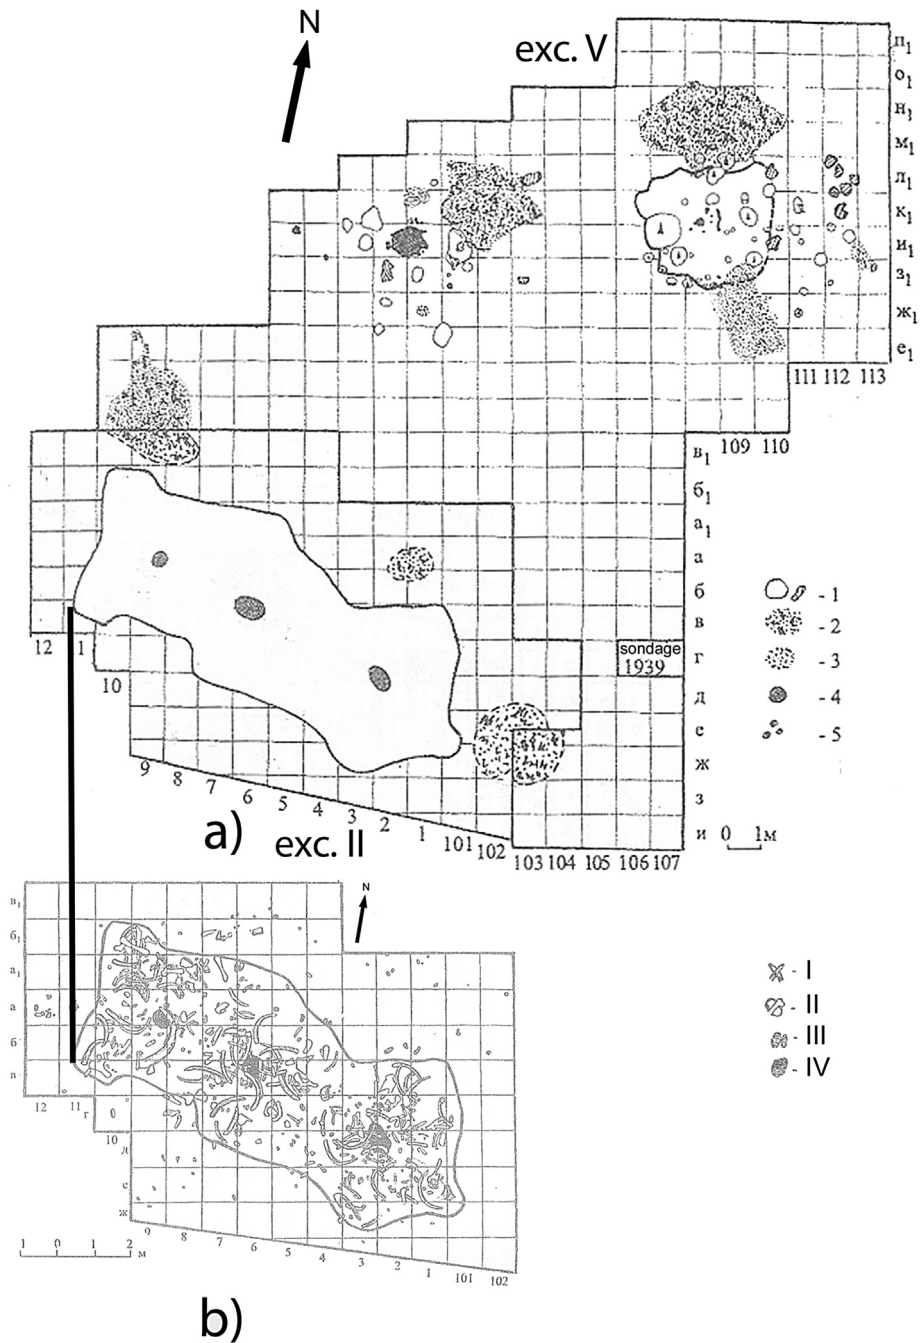 N
exc. V
п₁
о₁
н₁
м₁
л₁
к₁
и₁
з₁
ж₁
е₁
111 112 113
109 110
в₁
б₁
а₁
а
б
в
г
д
е
ж
з
и
sondage
1939
- 1
- 2
- 3
- 4
- 5
12 1
10
9 8 7 6 5 4 3 2 1 101 102
103 104 105 106 107
0 1м
a)
exc. II
N
в₁
б₁
а₁
а
б
в
12 11 г
10
д
е
ж
9 8 7 6 5 4 3 2 1 101 102
1 0 1 2 м
- I
- II
- III
- IV
b)